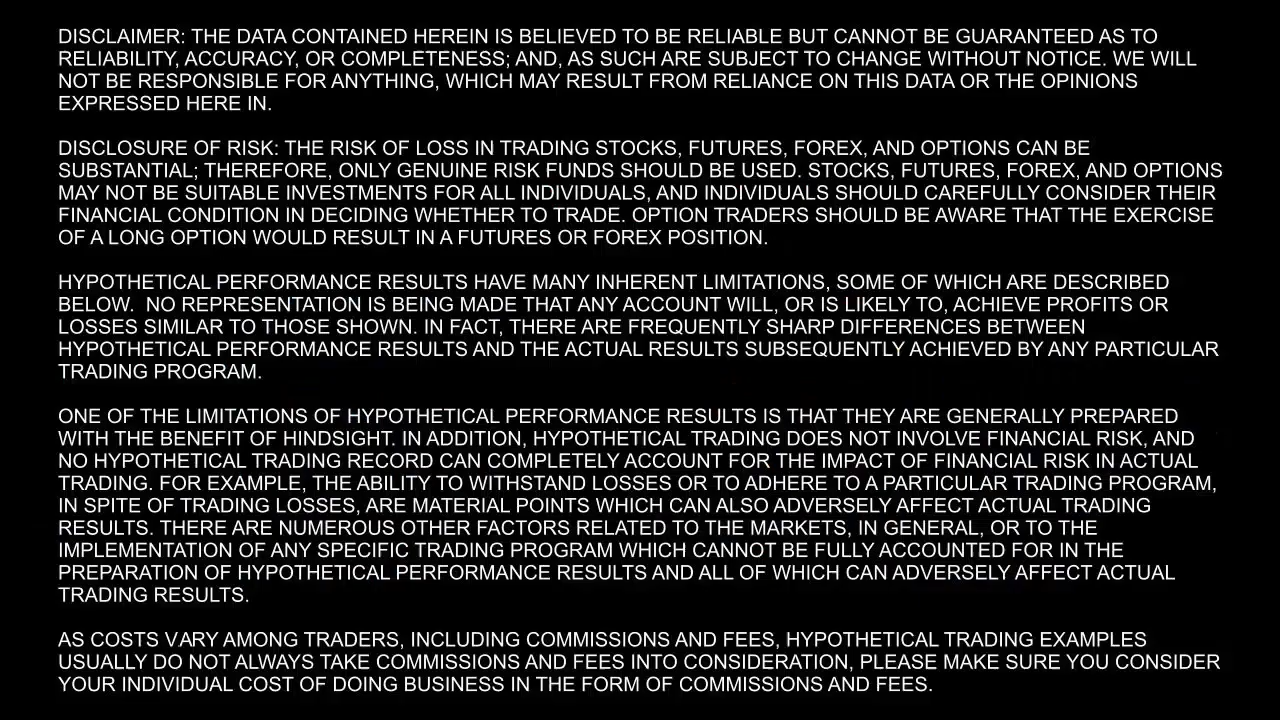 DISCLAIMER: THE DATA CONTAINED HEREIN IS BELIEVED TO BE RELIABLE BUT CANNOT BE GUARANTEED AS TO
RELIABILITY, ACCURACY, OR COMPLETENESS; AND, AS SUCH ARE SUBJECT TO CHANGE WITHOUT NOTICE. WE WILL
NOT BE RESPONSIBLE FOR ANYTHING, WHICH MAY RESULT FROM RELIANCE ON THIS DATA OR THE OPINIONS
EXPRESSED HERE IN.
DISCLOSURE OF RISK: THE RISK OF LOSS IN TRADING STOCKS, FUTURES, FOREX, AND OPTIONS CAN BE
SUBSTANTIAL; THEREFORE, ONLY GENUINE RISK FUNDS SHOULD BE USED. STOCKS, FUTURES, FOREX, AND OPTIONS
MAY NOT BE SUITABLE INVESTMENTS FOR ALL INDIVIDUALS, AND INDIVIDUALS SHOULD CAREFULLY CONSIDER THEIR
FINANCIAL CONDITION IN DECIDING WHETHER TO TRADE. OPTION TRADERS SHOULD BE AWARE THAT THE EXERCISE
OF A LONG OPTION WOULD RESULT IN A FUTURES OR FOREX POSITION.
HYPOTHETICAL PERFORMANCE RESULTS HAVE MANY INHERENT LIMITATIONS, SOME OF WHICH ARE DESCRIBED
BELOW.  NO REPRESENTATION IS BEING MADE THAT ANY ACCOUNT WILL, OR IS LIKELY TO, ACHIEVE PROFITS OR
LOSSES SIMILAR TO THOSE SHOWN. IN FACT, THERE ARE FREQUENTLY SHARP DIFFERENCES BETWEEN
HYPOTHETICAL PERFORMANCE RESULTS AND THE ACTUAL RESULTS SUBSEQUENTLY ACHIEVED BY ANY PARTICULAR
TRADING PROGRAM.
ONE OF THE LIMITATIONS OF HYPOTHETICAL PERFORMANCE RESULTS IS THAT THEY ARE GENERALLY PREPARED
WITH THE BENEFIT OF HINDSIGHT. IN ADDITION, HYPOTHETICAL TRADING DOES NOT INVOLVE FINANCIAL RISK, AND
NO HYPOTHETICAL TRADING RECORD CAN COMPLETELY ACCOUNT FOR THE IMPACT OF FINANCIAL RISK IN ACTUAL
TRADING. FOR EXAMPLE, THE ABILITY TO WITHSTAND LOSSES OR TO ADHERE TO A PARTICULAR TRADING PROGRAM,
IN SPITE OF TRADING LOSSES, ARE MATERIAL POINTS WHICH CAN ALSO ADVERSELY AFFECT ACTUAL TRADING
RESULTS. THERE ARE NUMEROUS OTHER FACTORS RELATED TO THE MARKETS, IN GENERAL, OR TO THE
IMPLEMENTATION OF ANY SPECIFIC TRADING PROGRAM WHICH CANNOT BE FULLY ACCOUNTED FOR IN THE
PREPARATION OF HYPOTHETICAL PERFORMANCE RESULTS AND ALL OF WHICH CAN ADVERSELY AFFECT ACTUAL
TRADING RESULTS.
AS COSTS VARY AMONG TRADERS, INCLUDING COMMISSIONS AND FEES, HYPOTHETICAL TRADING EXAMPLES
USUALLY DO NOT ALWAYS TAKE COMMISSIONS AND FEES INTO CONSIDERATION, PLEASE MAKE SURE YOU CONSIDER
YOUR INDIVIDUAL COST OF DOING BUSINESS IN THE FORM OF COMMISSIONS AND FEES.